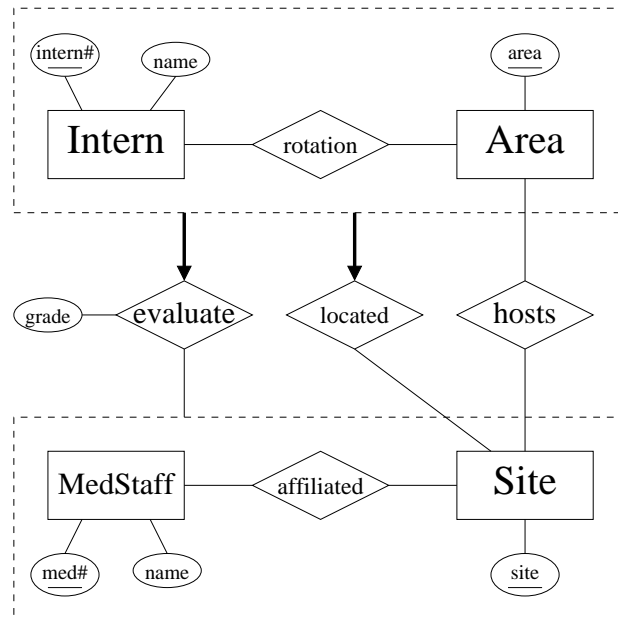 intern#
name
area
Intern
rotation
Area
grade
evaluate
located
hosts
MedStaff
affiliated
Site
med#
name
site